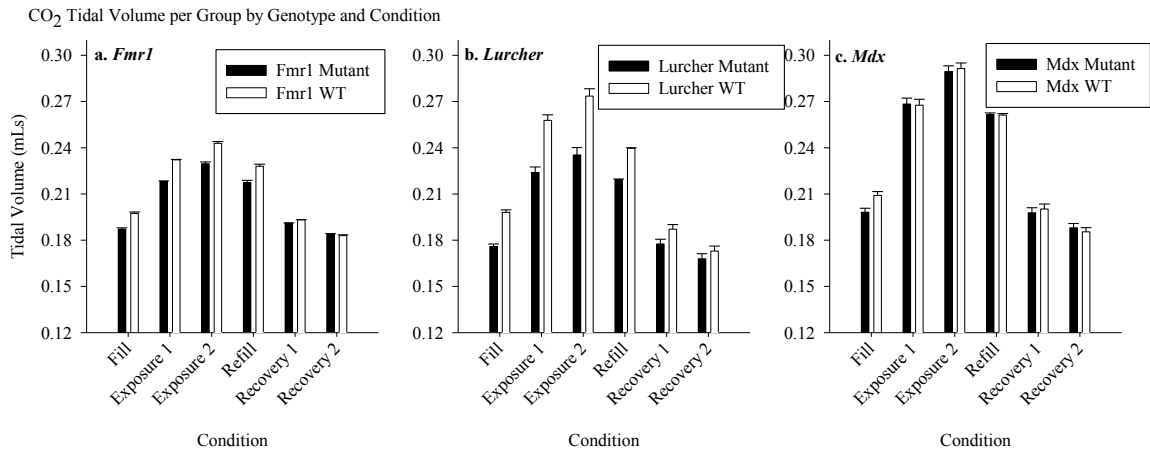 CO2 Tidal Volume per Group by Genotype and Condition
a. Fmr1
Fmr1 Mutant
Fmr1 WT
Tidal Volume (mLs)
0.30
0.27
0.24
0.21
0.18
0.15
0.12
Fill
Exposure 1
Exposure 2
Refill
Recovery 1
Recovery 2
Condition
b. Lurcher
Lurcher Mutant
Lurcher WT
0.30
0.27
0.24
0.21
0.18
0.15
0.12
Fill
Exposure 1
Exposure 2
Refill
Recovery 1
Recovery 2
Condition
c. Mdx
Mdx Mutant
Mdx WT
0.30
0.27
0.24
0.21
0.18
0.15
0.12
Fill
Exposure 1
Exposure 2
Refill
Recovery 1
Recovery 2
Condition